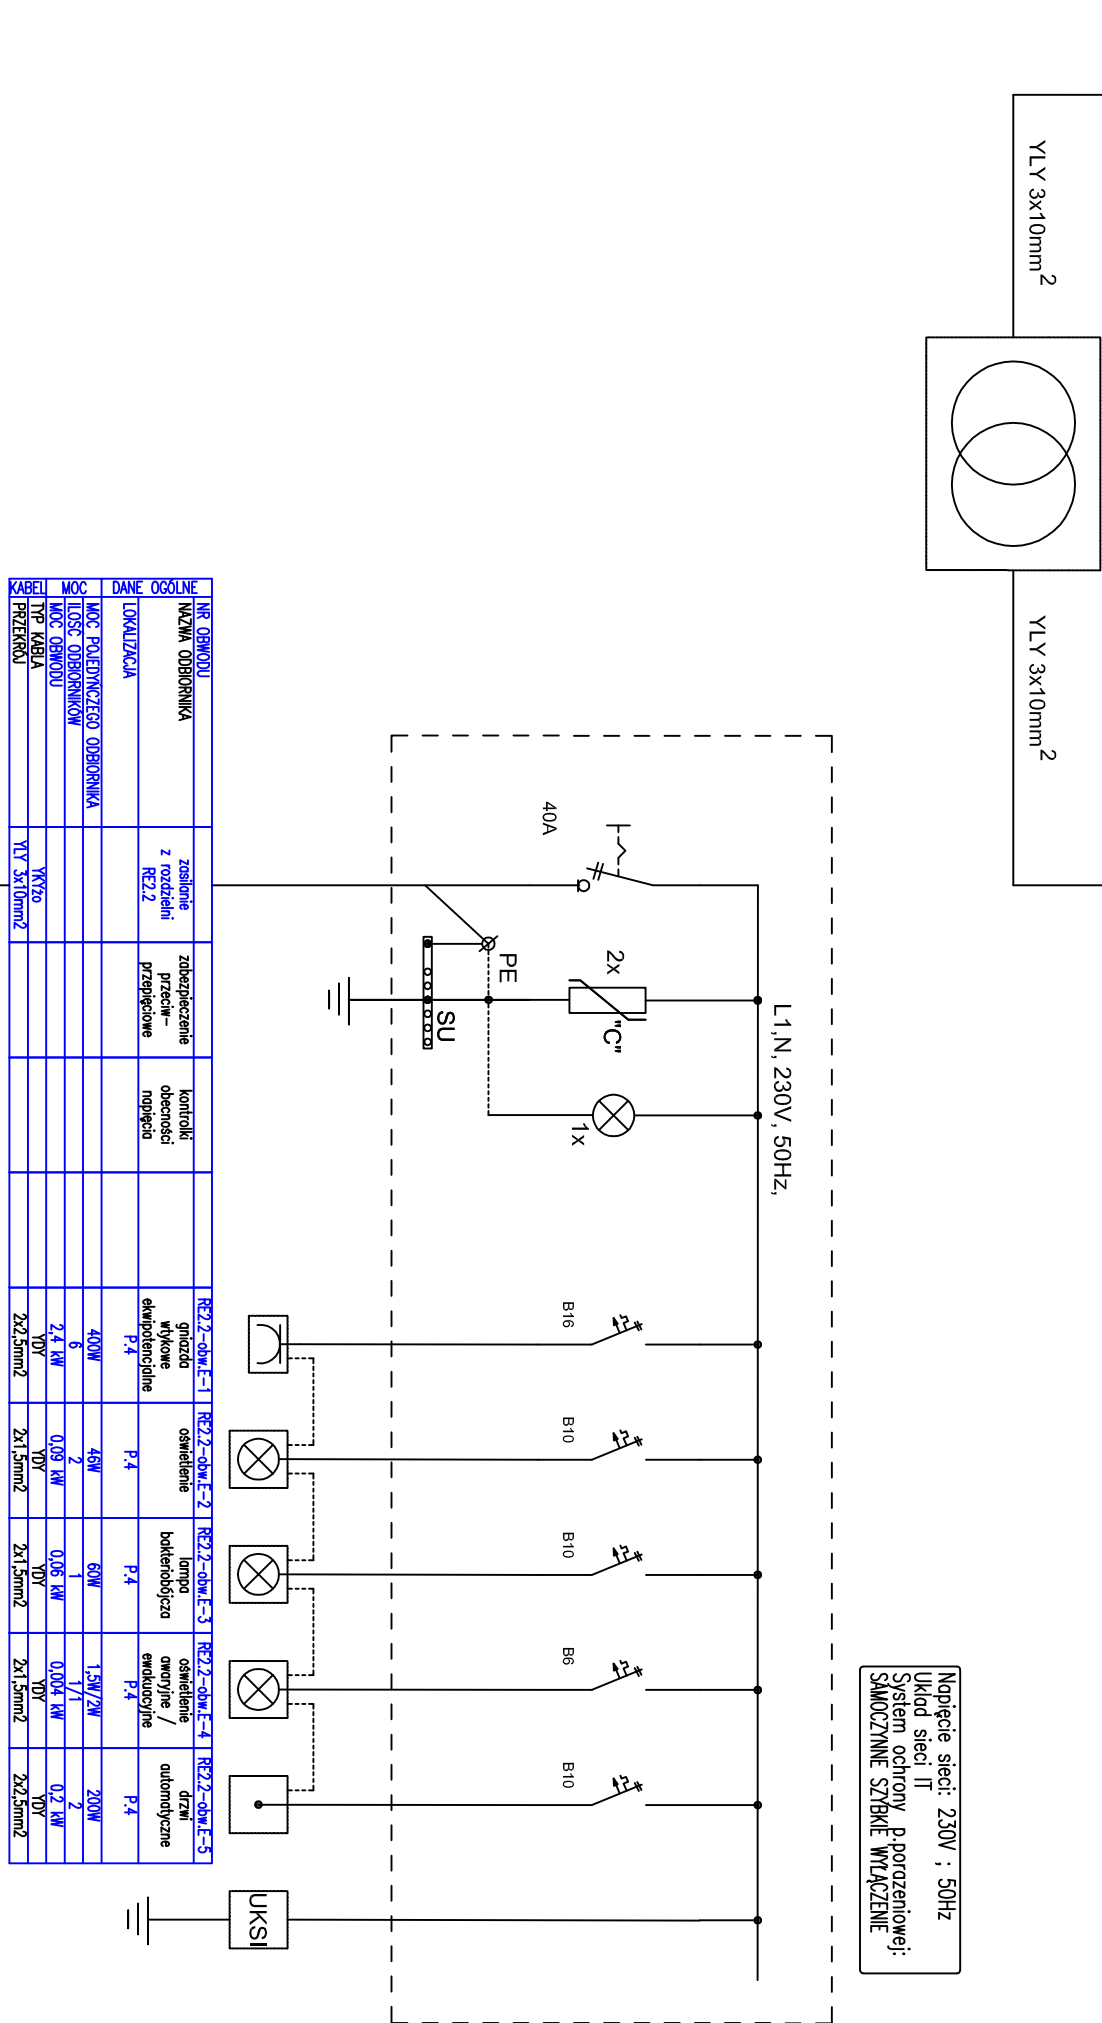 YLY 3x10mm2
YLY 3x10mm2
Napięcie sieci: 230V ; 50Hz
Układ sieci IT
System ochrony p.porażeniowej:
SAMOCZYNNE SZYBKIE WYŁĄCZENIE
L1,N, 230V, 50Hz,
40A
2x
"C"
1x
PE
SU
B16
B10
B10
B6
B10
UKSI
DANE OGÓLNE
NR OBWODU
RE2.2-obw.E-1
RE2.2-obw.E-2
RE2.2-obw.E-3
RE2.2-obw.E-4
RE2.2-obw.E-5
NAZWA ODBIORNIKA
zasilanie
z rozdzielni
RE2.2
zabezpieczenie
przeciw-
przepięciowe
kontrolki
obecności
napięcia
gniazda
wtykowe
ekwipotencjalne
oświetlenie
lampa
bakteriobójcza
oświetlenie
awaryjne /
ewakuacyjne
drzwi
automatyczne
LOKALIZACJA
P.4
P.4
P.4
P.4
P.4
MOC
MOC POJEDYŃCZEGO ODBIORNIKA
400W
46W
60W
1,5W/2W
200W
ILOŚĆ ODBIORNIKÓW
6
2
1
1/1
2
MOC OBWODU
2,4 kW
0,09 kW
0,06 kW
0,004 kW
0,2 kW
KABEL
TYP KABLA
YKYżo
YDY
YDY
YDY
YDY
YDY
PRZEKRÓJ
YLY 3x10mm2
2x2,5mm2
2x1,5mm2
2x1,5mm2
2x1,5mm2
2x2,5mm2